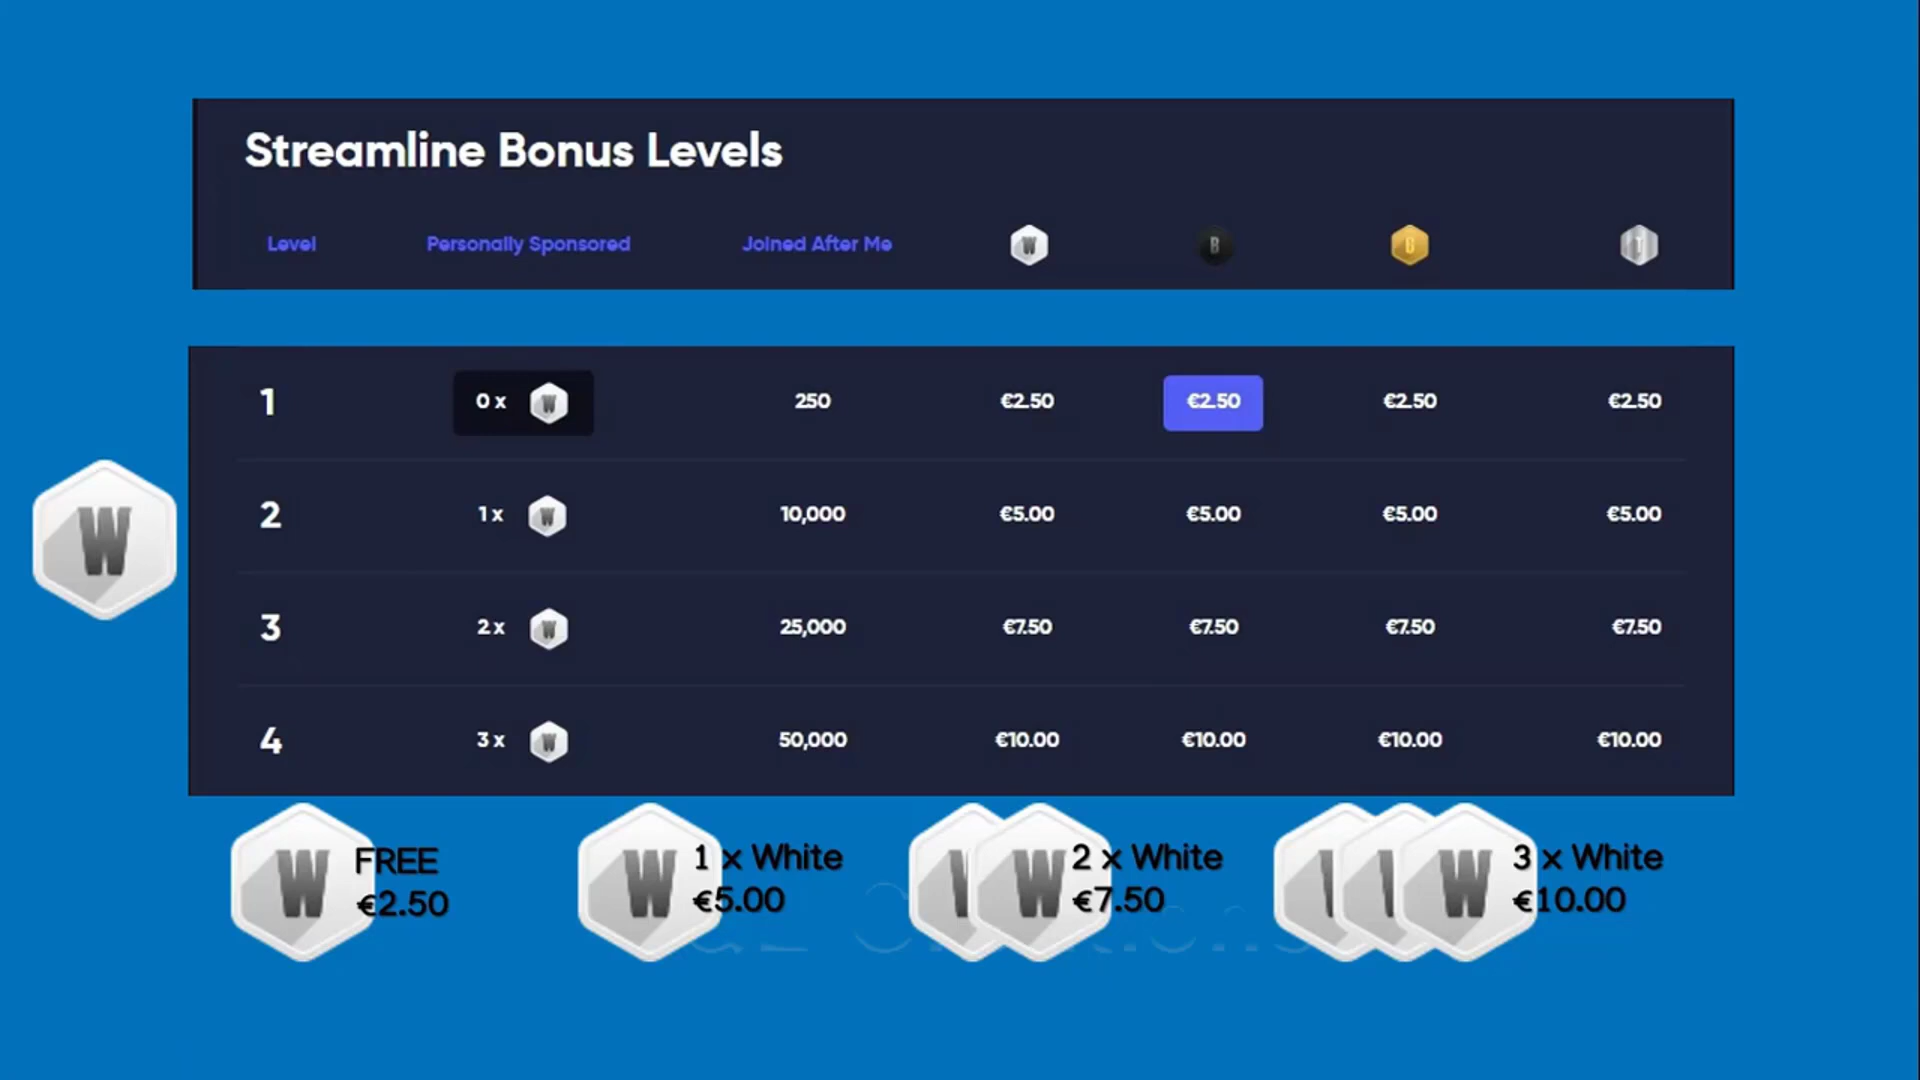 Streamline Bonus Levels
Level Personally Sponsored Joined After Me W B G T
1 0 x W 250 €2.50 €2.50 €2.50 €2.50
2 1 x W 10,000 €5.00 €5.00 €5.00 €5.00
3 2 x W 25,000 €7.50 €7.50 €7.50 €7.50
4 3 x W 50,000 €10.00 €10.00 €10.00 €10.00
W
W FREE
€2.50
W 1 x White
€5.00
W W 2 x White
€7.50
W W W 3 x White
€10.00